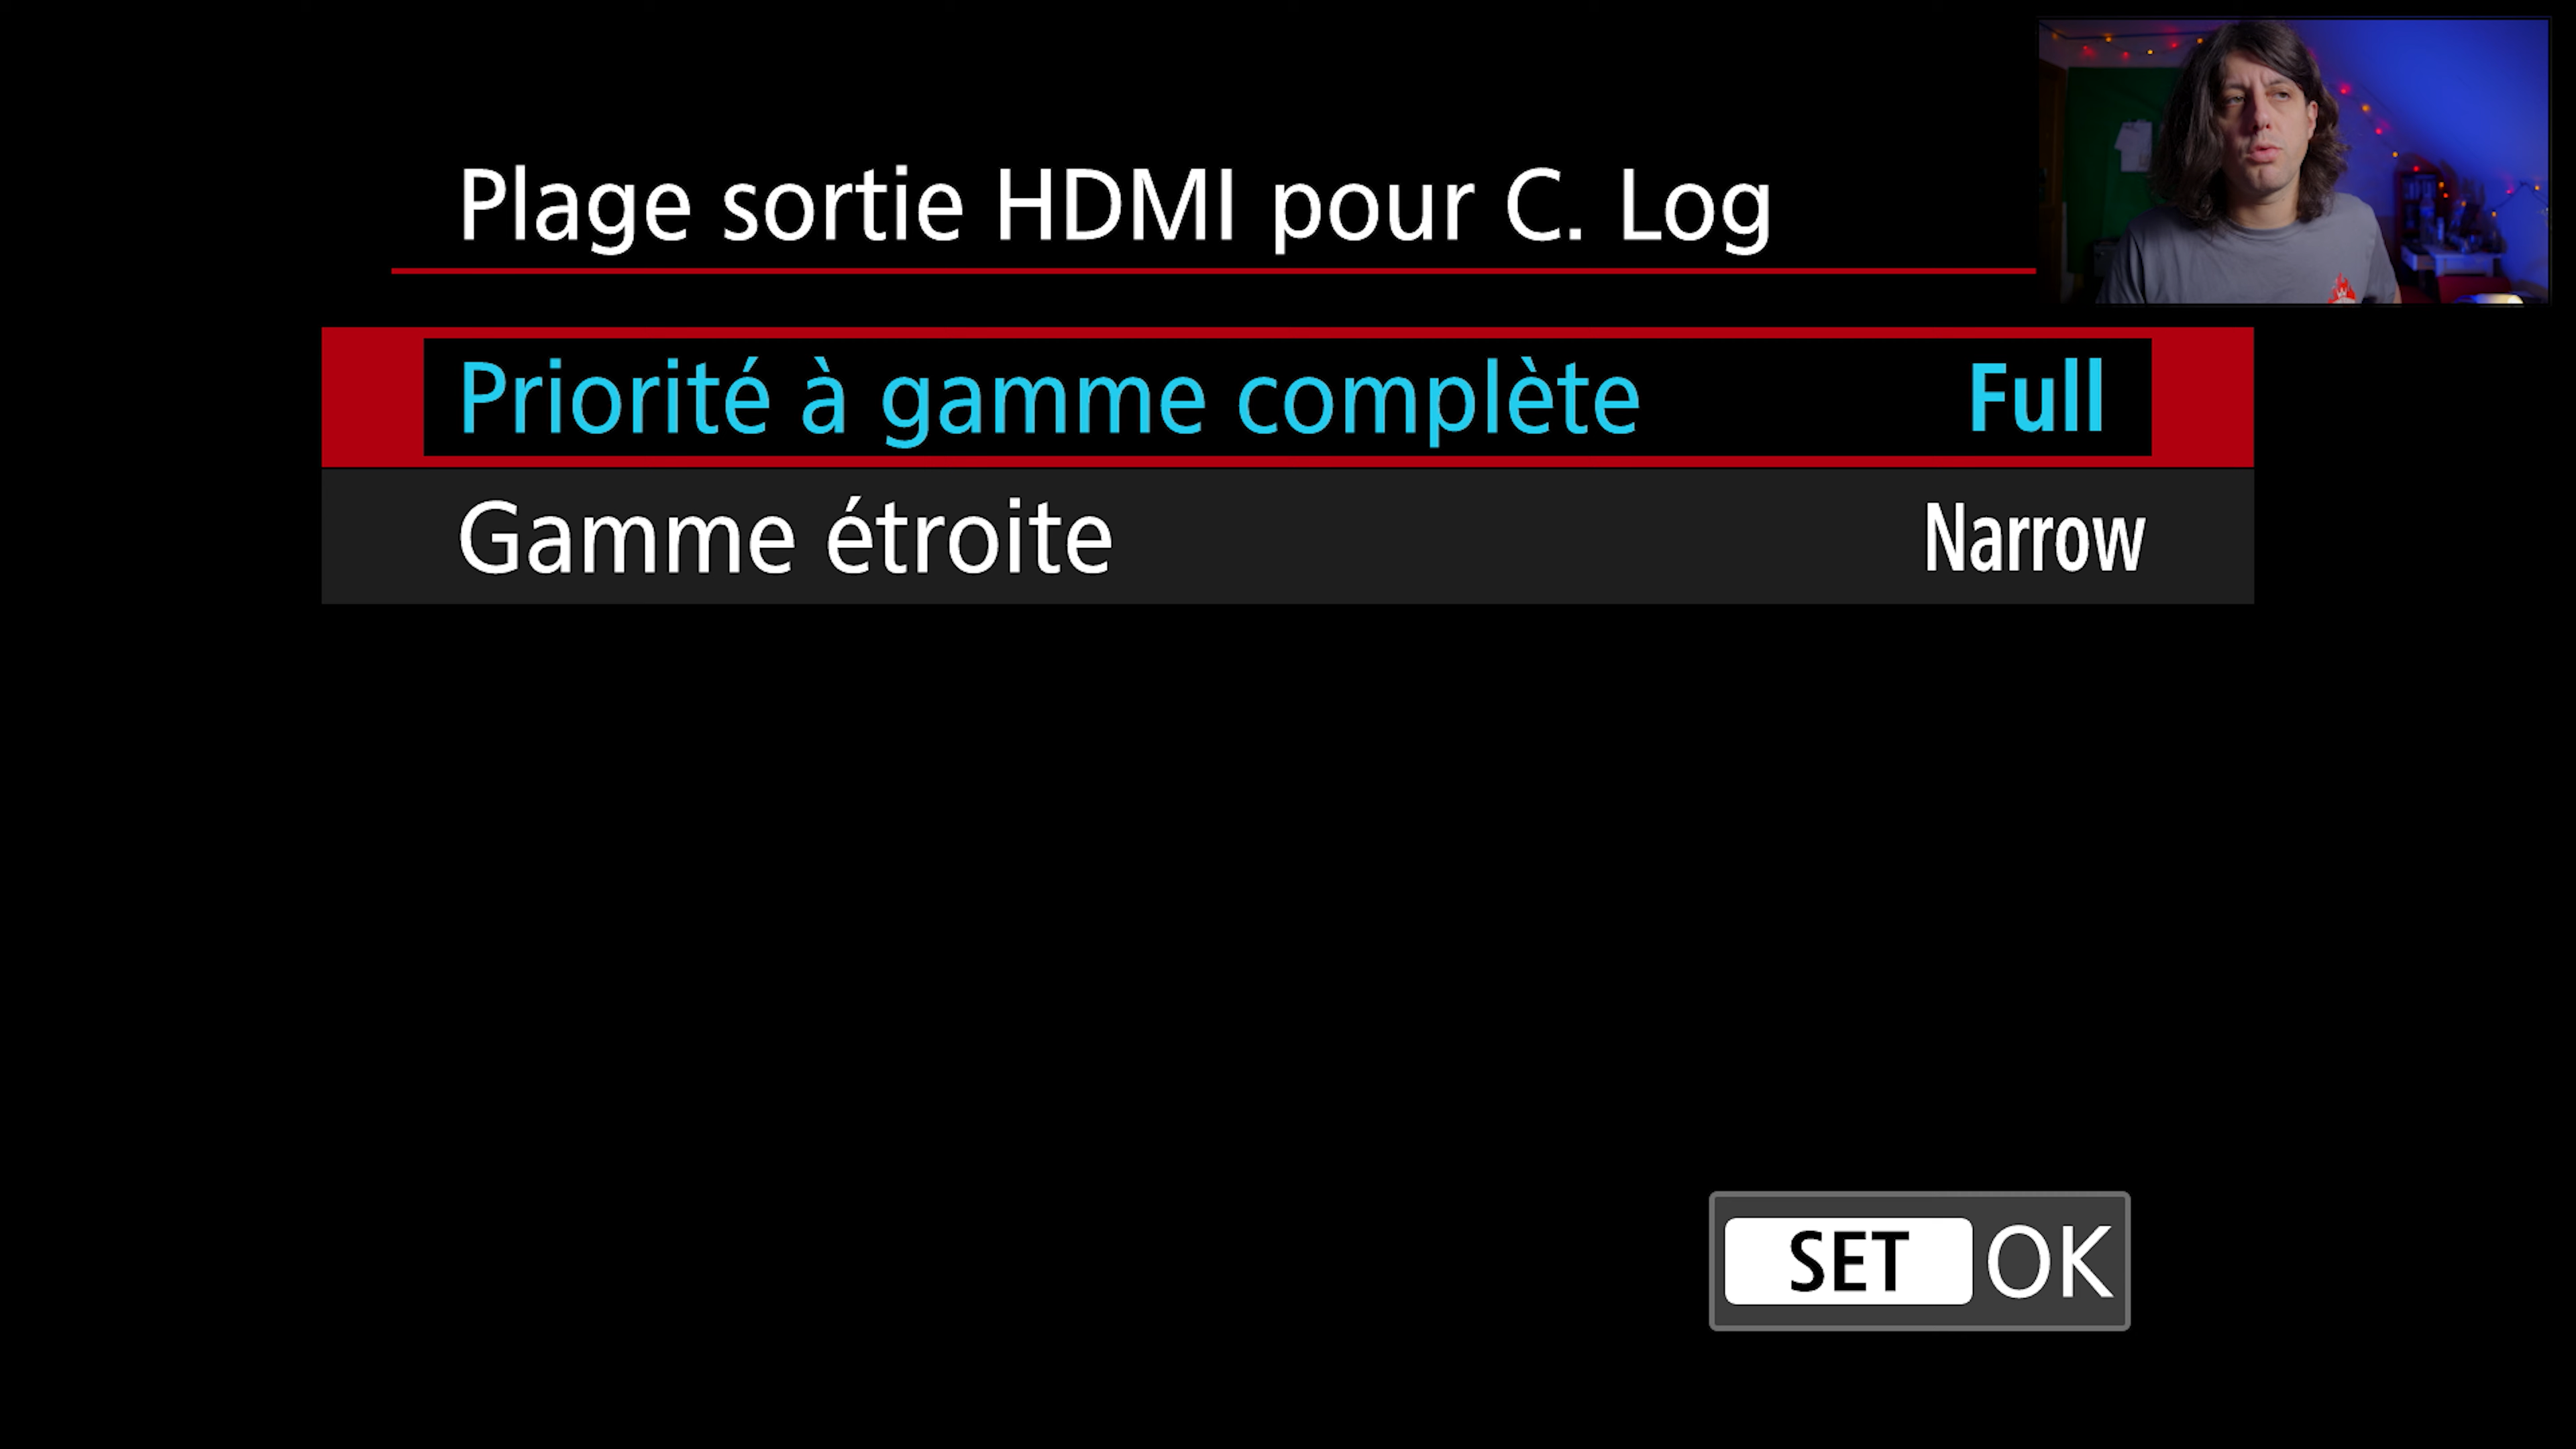 Plage sortie HDMI pour C. Log
Priorité à gamme complète Full
Gamme étroite Narrow
SET OK